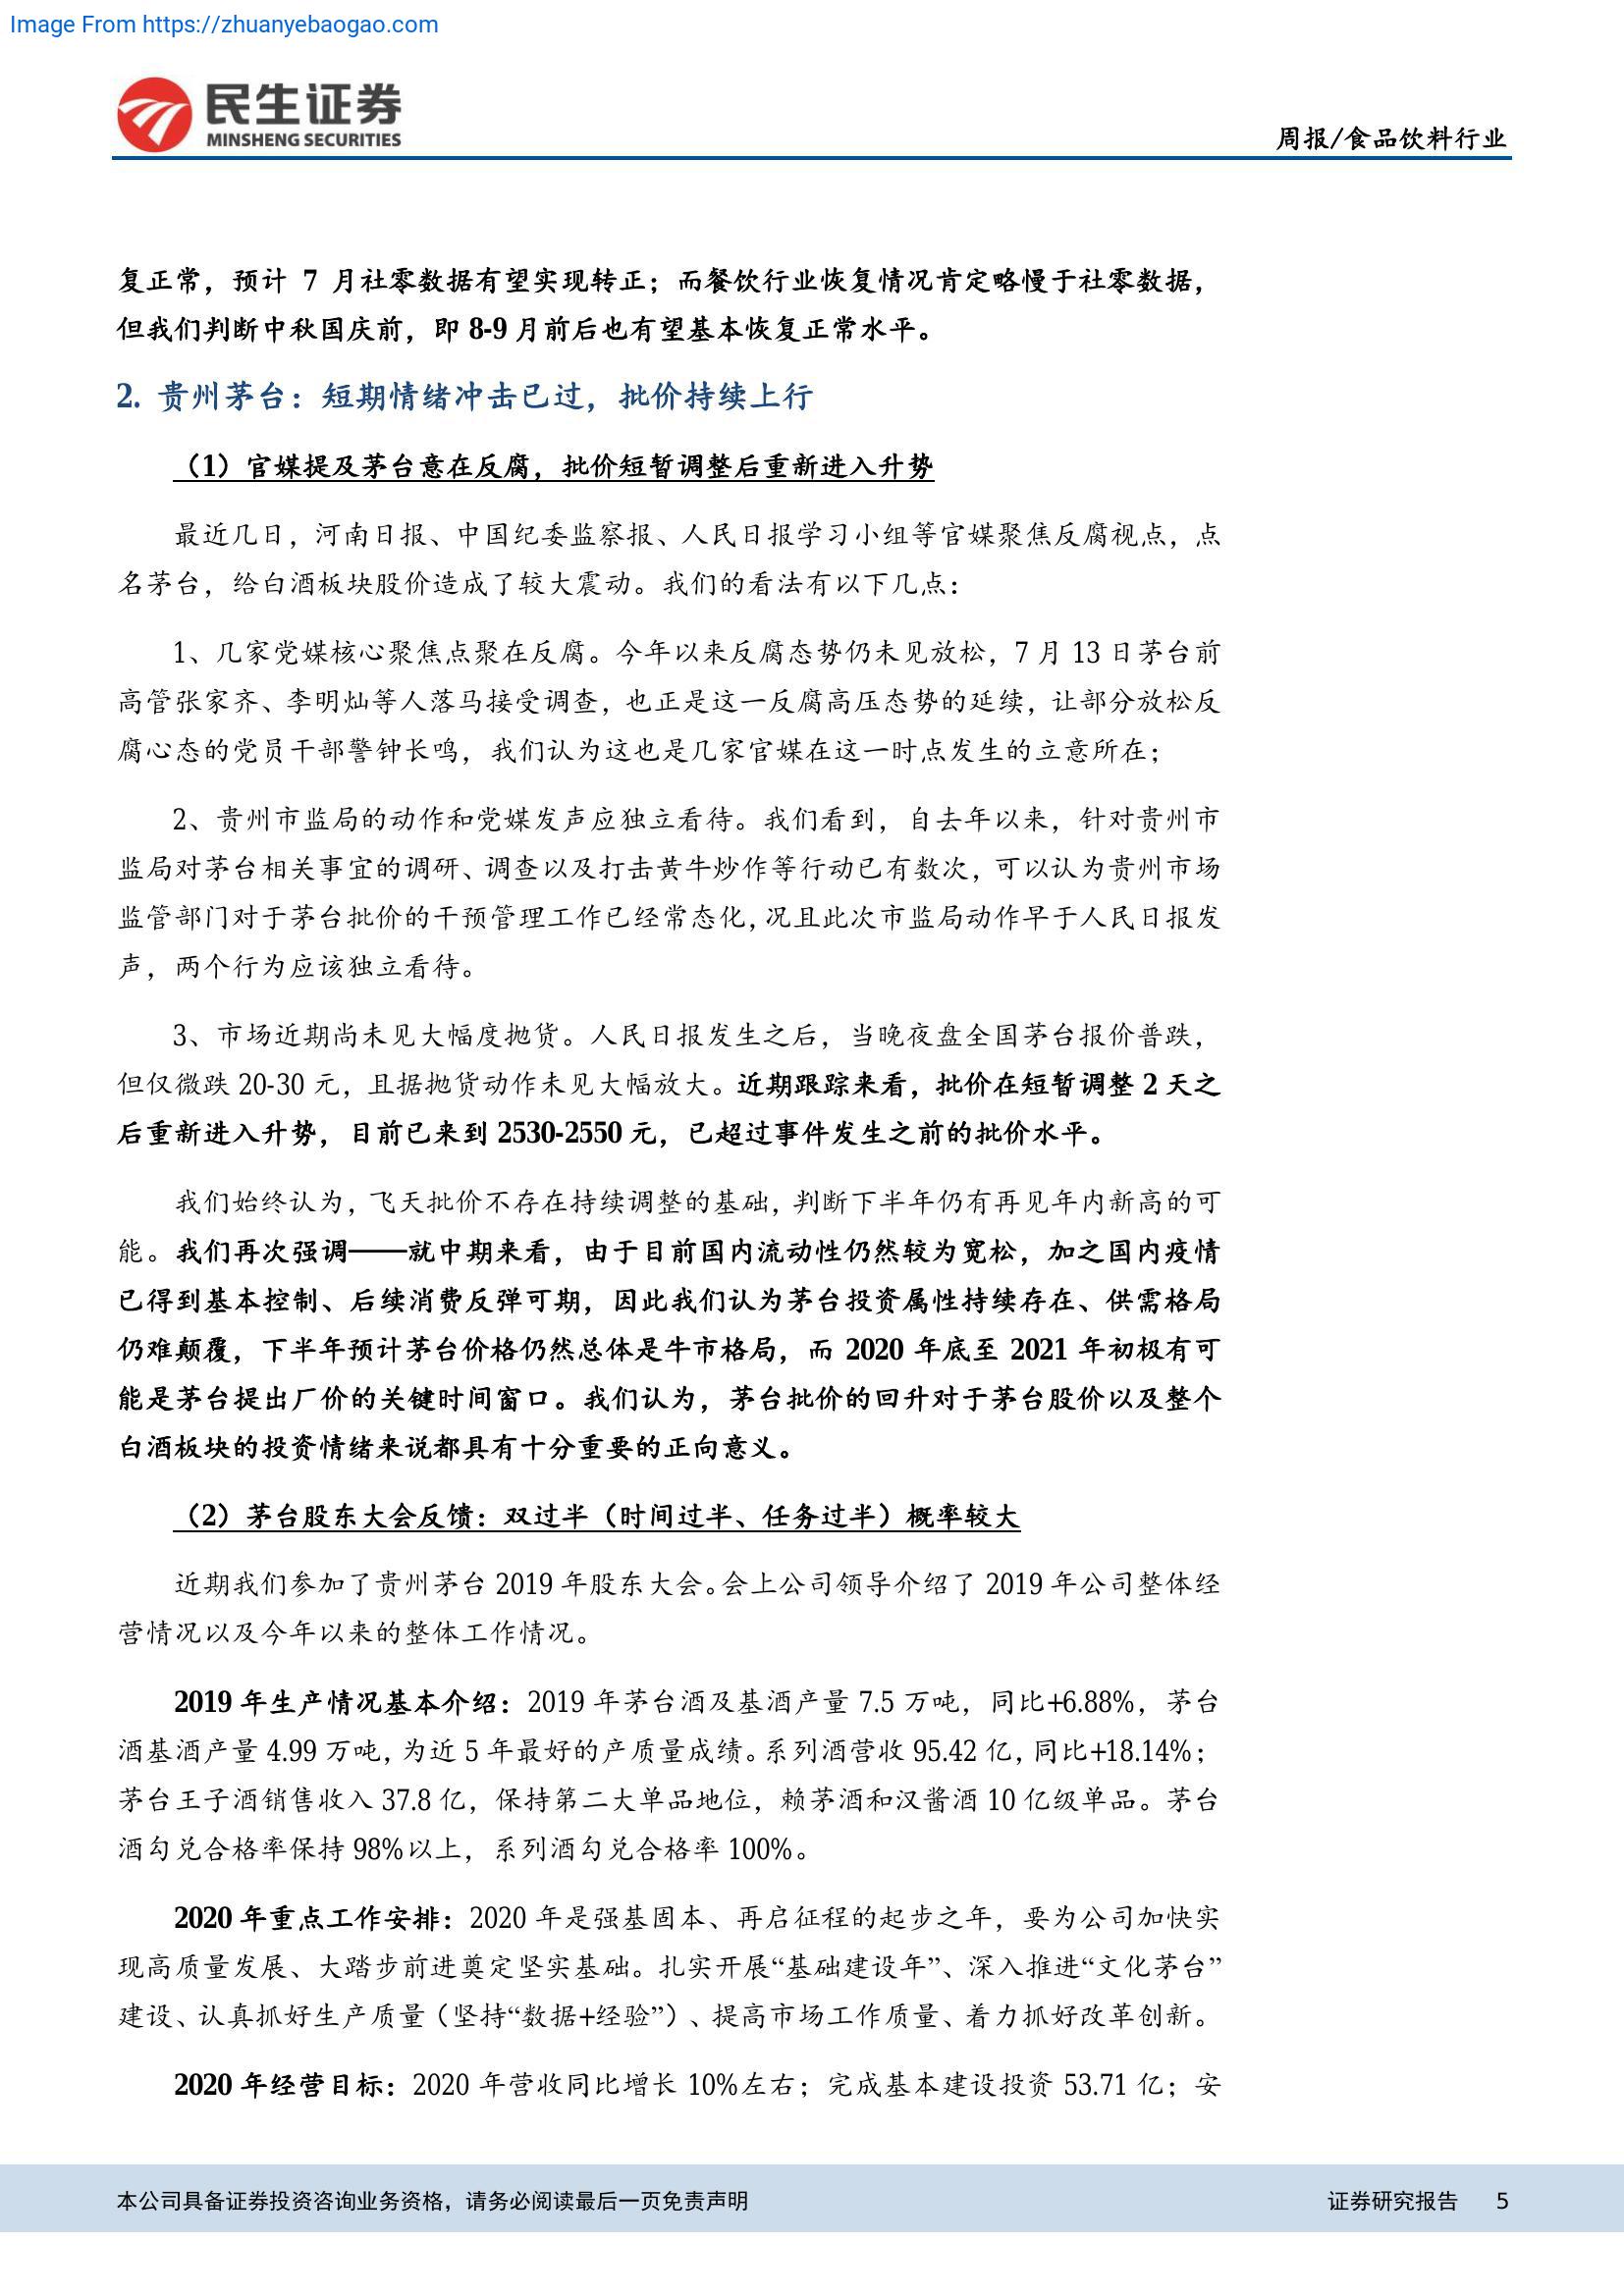 Image From https://zhuanyebaogao.com
民生证券
MINSHENG SECURITIES
周报/食品饮料行业
复正常，预计 7 月社零数据有望实现转正；而餐饮行业恢复情况肯定略慢于社零数据，
但我们判断中秋国庆前，即 8-9 月前后也有望基本恢复正常水平。
2. 贵州茅台：短期情绪冲击已过，批价持续上行
（1）官媒提及茅台意在反腐，批价短暂调整后重新进入升势
最近几日，河南日报、中国纪委监察报、人民日报学习小组等官媒聚焦反腐视点，点
名茅台，给白酒板块股价造成了较大震动。我们的看法有以下几点：
1、几家党媒核心聚焦点聚在反腐。今年以来反腐态势仍未见放松，7 月 13 日茅台前
高管张家齐、李明灿等人落马接受调查，也正是这一反腐高压态势的延续，让部分放松反
腐心态的党员干部警钟长鸣，我们认为这也是几家官媒在这一时点发生的立意所在；
2、贵州市监局的动作和党媒发声应独立看待。我们看到，自去年以来，针对贵州市
监局对茅台相关事宜的调研、调查以及打击黄牛炒作等行动已有数次，可以认为贵州市场
监管部门对于茅台批价的干预管理工作已经常态化，况且此次市监局动作早于人民日报发
声，两个行为应该独立看待。
3、市场近期尚未见大幅度抛货。人民日报发生之后，当晚夜盘全国茅台报价普跌，
但仅微跌 20-30 元，且据抛货动作未见大幅放大。近期跟踪来看，批价在短暂调整 2 天之
后重新进入升势，目前已来到 2530-2550 元，已超过事件发生之前的批价水平。
我们始终认为，飞天批价不存在持续调整的基础，判断下半年仍有再见年内新高的可
能。我们再次强调——就中期来看，由于目前国内流动性仍然较为宽松，加之国内疫情
已得到基本控制、后续消费反弹可期，因此我们认为茅台投资属性持续存在、供需格局
仍难颠覆，下半年预计茅台价格仍然总体是牛市格局，而 2020 年底至 2021 年初极有可
能是茅台提出厂价的关键时间窗口。我们认为，茅台批价的回升对于茅台股价以及整个
白酒板块的投资情绪来说都具有十分重要的正向意义。
（2）茅台股东大会反馈：双过半（时间过半、任务过半）概率较大
近期我们参加了贵州茅台 2019 年股东大会。会上公司领导介绍了 2019 年公司整体经
营情况以及今年以来的整体工作情况。
2019 年生产情况基本介绍：2019 年茅台酒及基酒产量 7.5 万吨，同比+6.88%，茅台
酒基酒产量 4.99 万吨，为近 5 年最好的产质量成绩。系列酒营收 95.42 亿，同比+18.14%；
茅台王子酒销售收入 37.8 亿，保持第二大单品地位，赖茅酒和汉酱酒 10 亿级单品。茅台
酒勾兑合格率保持 98%以上，系列酒勾兑合格率 100%。
2020 年重点工作安排：2020 年是强基固本、再启征程的起步之年，要为公司加快实
现高质量发展、大踏步前进奠定坚实基础。扎实开展“基础建设年”、深入推进“文化茅台”
建设、认真抓好生产质量（坚持“数据+经验”）、提高市场工作质量、着力抓好改革创新。
2020 年经营目标：2020 年营收同比增长 10%左右；完成基本建设投资 53.71 亿；安
本公司具备证券投资咨询业务资格，请务必阅读最后一页免责声明
证券研究报告 5